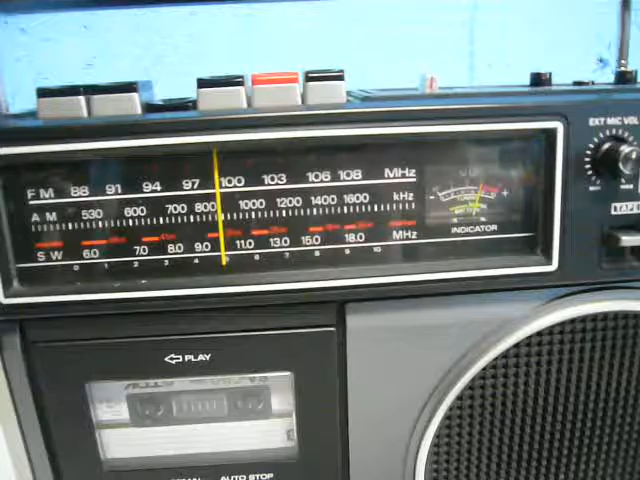 EXT MIC VOL
FM 88 91 94 97 100 103 106 108 MHz
AM 530 600 700 800 1000 1200 1400 1600 kHz
SW 6.0 7.0 8.0 9.0 11.0 13.0 15.0 18.0 MHz
0 1 2 3 4 5 6 7 8 9 10
INDICATOR
TAPE
PLAY
AUTO STOP